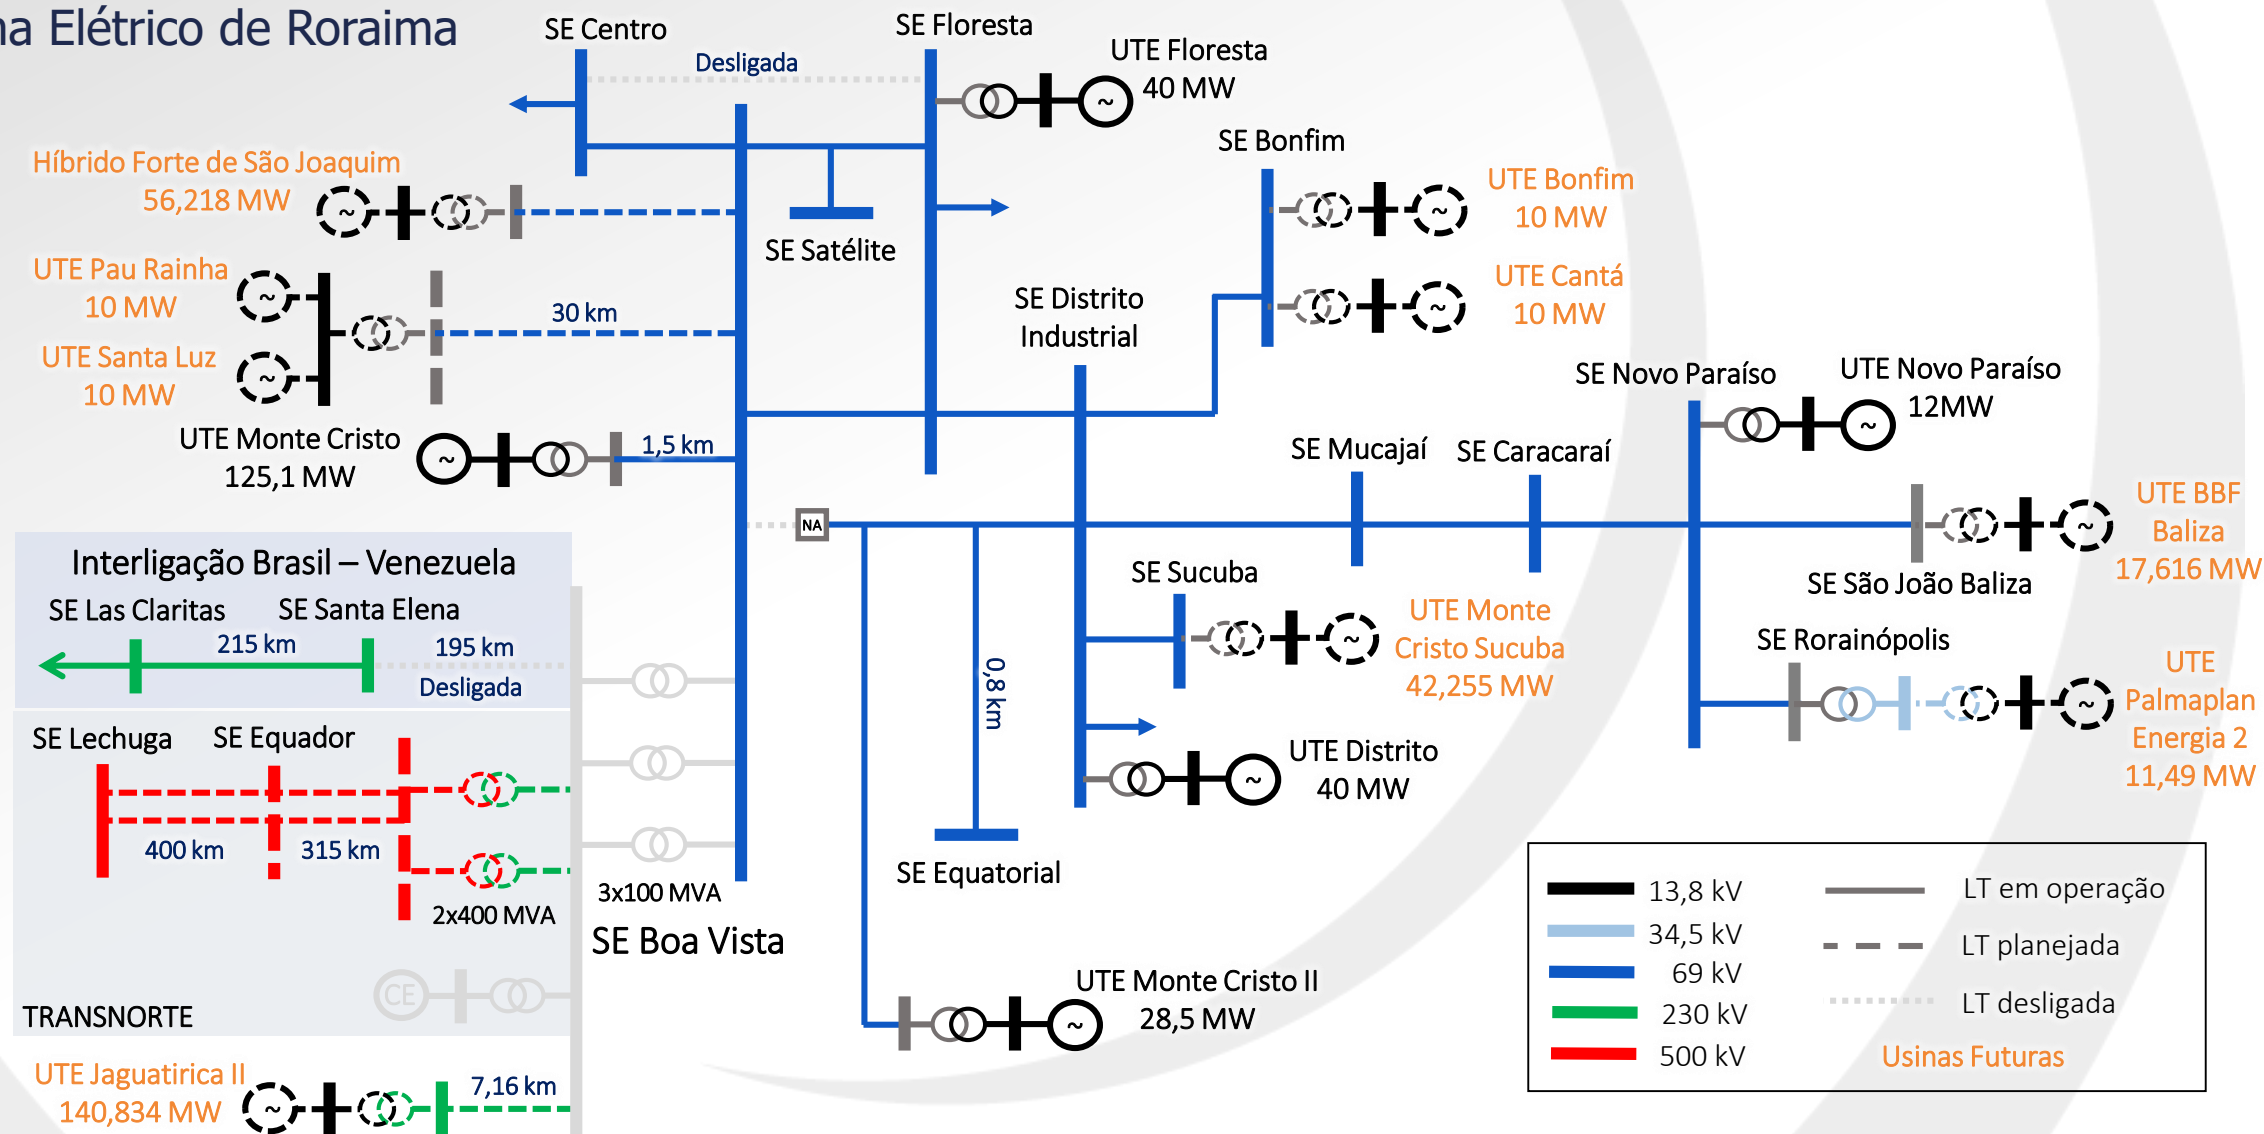 na Elétrico de Roraima
SE Centro
SE Floresta
Desligada
UTE Floresta
40 MW
Híbrido Forte de São Joaquim
56,218 MW
~
~
SE Satélite
SE Bonfim
UTE Bonfim
10 MW
~
UTE Cantá
10 MW
~
UTE Pau Rainha
10 MW
~
30 km
UTE Santa Luz
10 MW
~
SE Distrito
Industrial
UTE Monte Cristo
125,1 MW
~
1,5 km
SE Novo Paraíso
UTE Novo Paraíso
12MW
~
SE Mucajaí
SE Caracaraí
NA
UTE BBF
Baliza
17,616 MW
~
SE São João Baliza
Interligação Brasil – Venezuela
SE Las Claritas
SE Santa Elena
215 km
195 km
Desligada
SE Sucuba
UTE Monte
Cristo Sucuba
42,255 MW
~
SE Rorainópolis
UTE
Palmaplan
Energia 2
11,49 MW
~
0,8 km
SE Lechuga
SE Equador
400 km
315 km
2x400 MVA
3x100 MVA
SE Boa Vista
UTE Distrito
40 MW
~
SE Equatorial
CE
TRANSNORTE
UTE Monte Cristo II
28,5 MW
~
UTE Jaguatirica II
140,834 MW
~
7,16 km
13,8 kV
34,5 kV
69 kV
230 kV
500 kV
LT em operação
LT planejada
LT desligada
Usinas Futuras